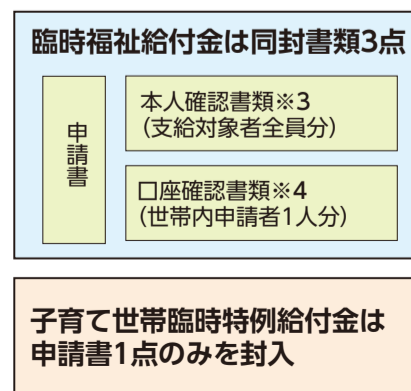 臨時福祉給付金は同封書類3点
申請書
本人確認書類※3
(支給対象者全員分)
口座確認書類※4
(世帯内申請者1人分)
子育て世帯臨時特例給付金は
申請書1点のみを封入